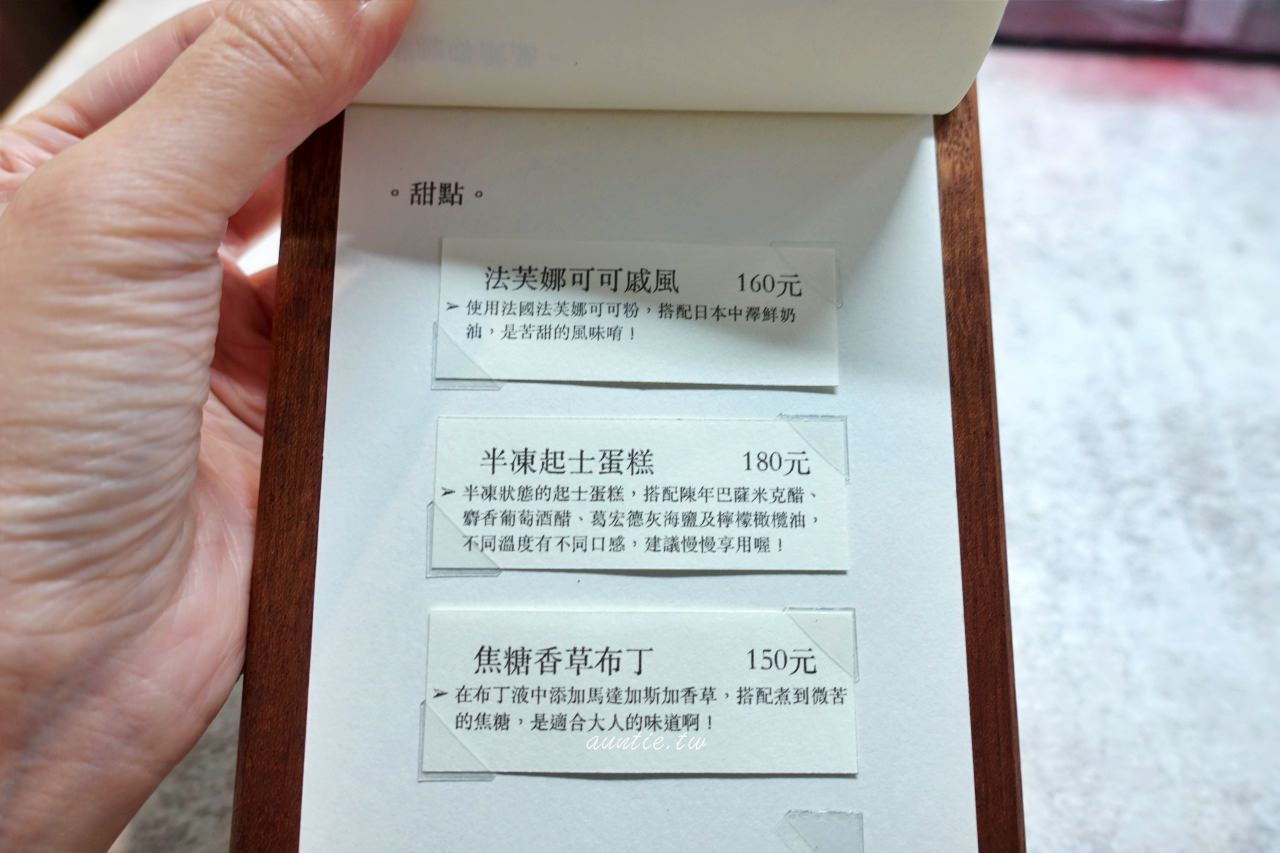 。甜點。
法芙娜可可戚風 160元
➢ 使用法國法芙娜可可粉，搭配日本中澤鮮奶
油，是苦甜的風味唷！
半凍起士蛋糕 180元
➢ 半凍狀態的起士蛋糕，搭配陳年巴薩米克醋、
麝香葡萄酒醋、葛宏德灰海鹽及檸檬橄欖油，
不同溫度有不同口感，建議慢慢享用喔！
焦糖香草布丁 150元
➢ 在布丁液中添加馬達加斯加香草，搭配煮到微苦
的焦糖，是適合大人的味道啊！
auntie.tw